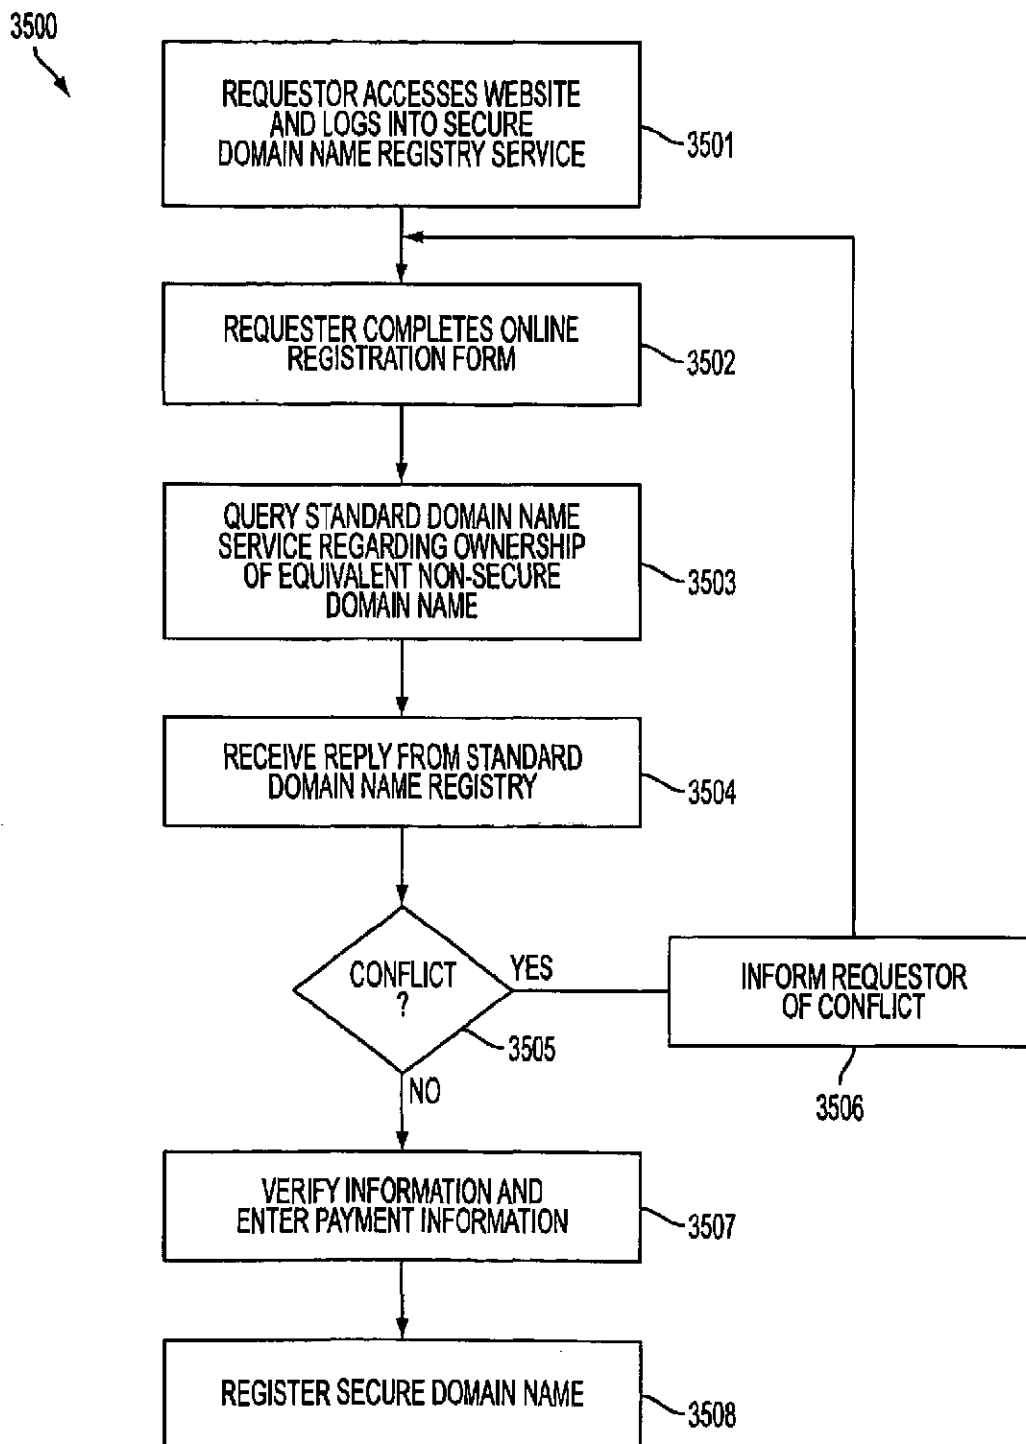 3500
REQUESTOR ACCESSES WEBSITE
AND LOGS INTO SECURE
DOMAIN NAME REGISTRY SERVICE
3501
REQUESTER COMPLETES ONLINE
REGISTRATION FORM
3502
QUERY STANDARD DOMAIN NAME
SERVICE REGARDING OWNERSHIP
OF EQUIVALENT NON-SECURE
DOMAIN NAME
3503
RECEIVE REPLY FROM STANDARD
DOMAIN NAME REGISTRY
3504
CONFLICT
?
YES
3505
NO
INFORM REQUESTOR
OF CONFLICT
3506
VERIFY INFORMATION AND
ENTER PAYMENT INFORMATION
3507
REGISTER SECURE DOMAIN NAME
3508